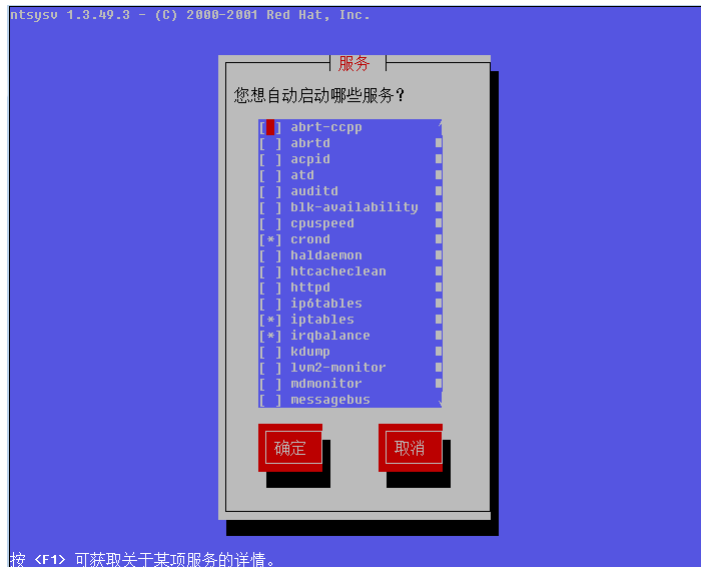 ntsysv 1.3.49.3 - (C) 2000-2001 Red Hat, Inc.
服务
您想自动启动哪些服务？
[ ] abrt-ccpp
[ ] abrtd
[ ] acpid
[ ] atd
[ ] auditd
[ ] blk-availability
[ ] cpuspeed
[*] crond
[ ] haldaemon
[ ] htcacheclean
[ ] httpd
[ ] ip6tables
[*] iptables
[*] irqbalance
[ ] kdump
[ ] lvm2-monitor
[ ] mdmonitor
[ ] messagebus
确定 取消
按 <F1> 可获取关于某项服务的详情。